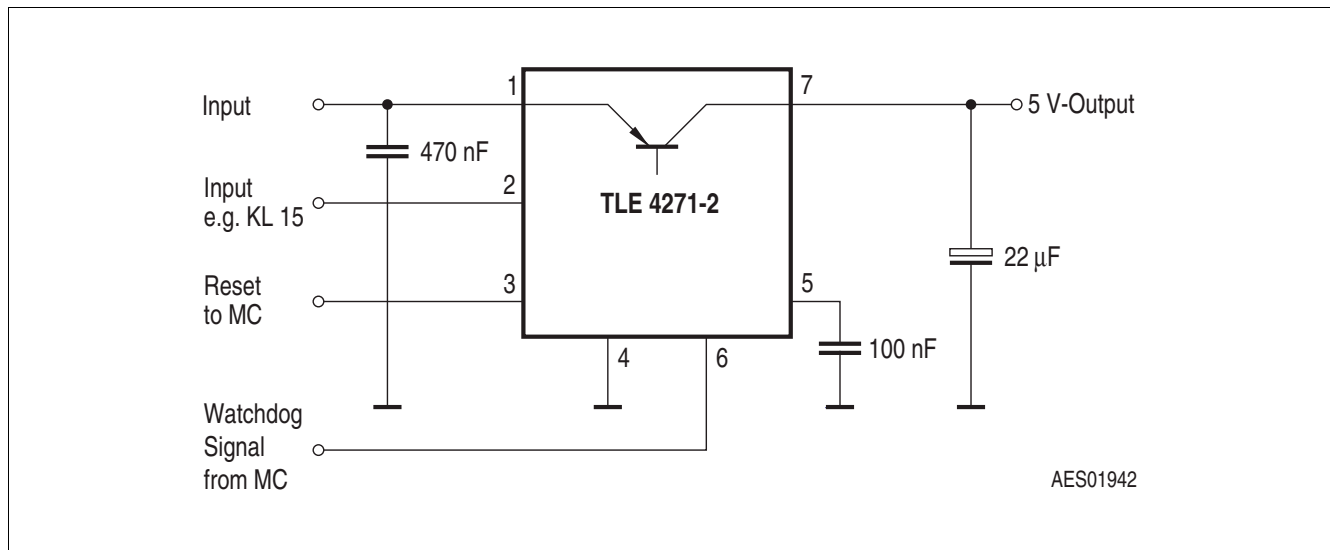 1
7
Input
5 V-Output
470 nF
Input
e.g. KL 15
2
TLE 4271-2
22 μF
Reset
to MC
3
5
100 nF
4
6
Watchdog
Signal
from MC
AES01942